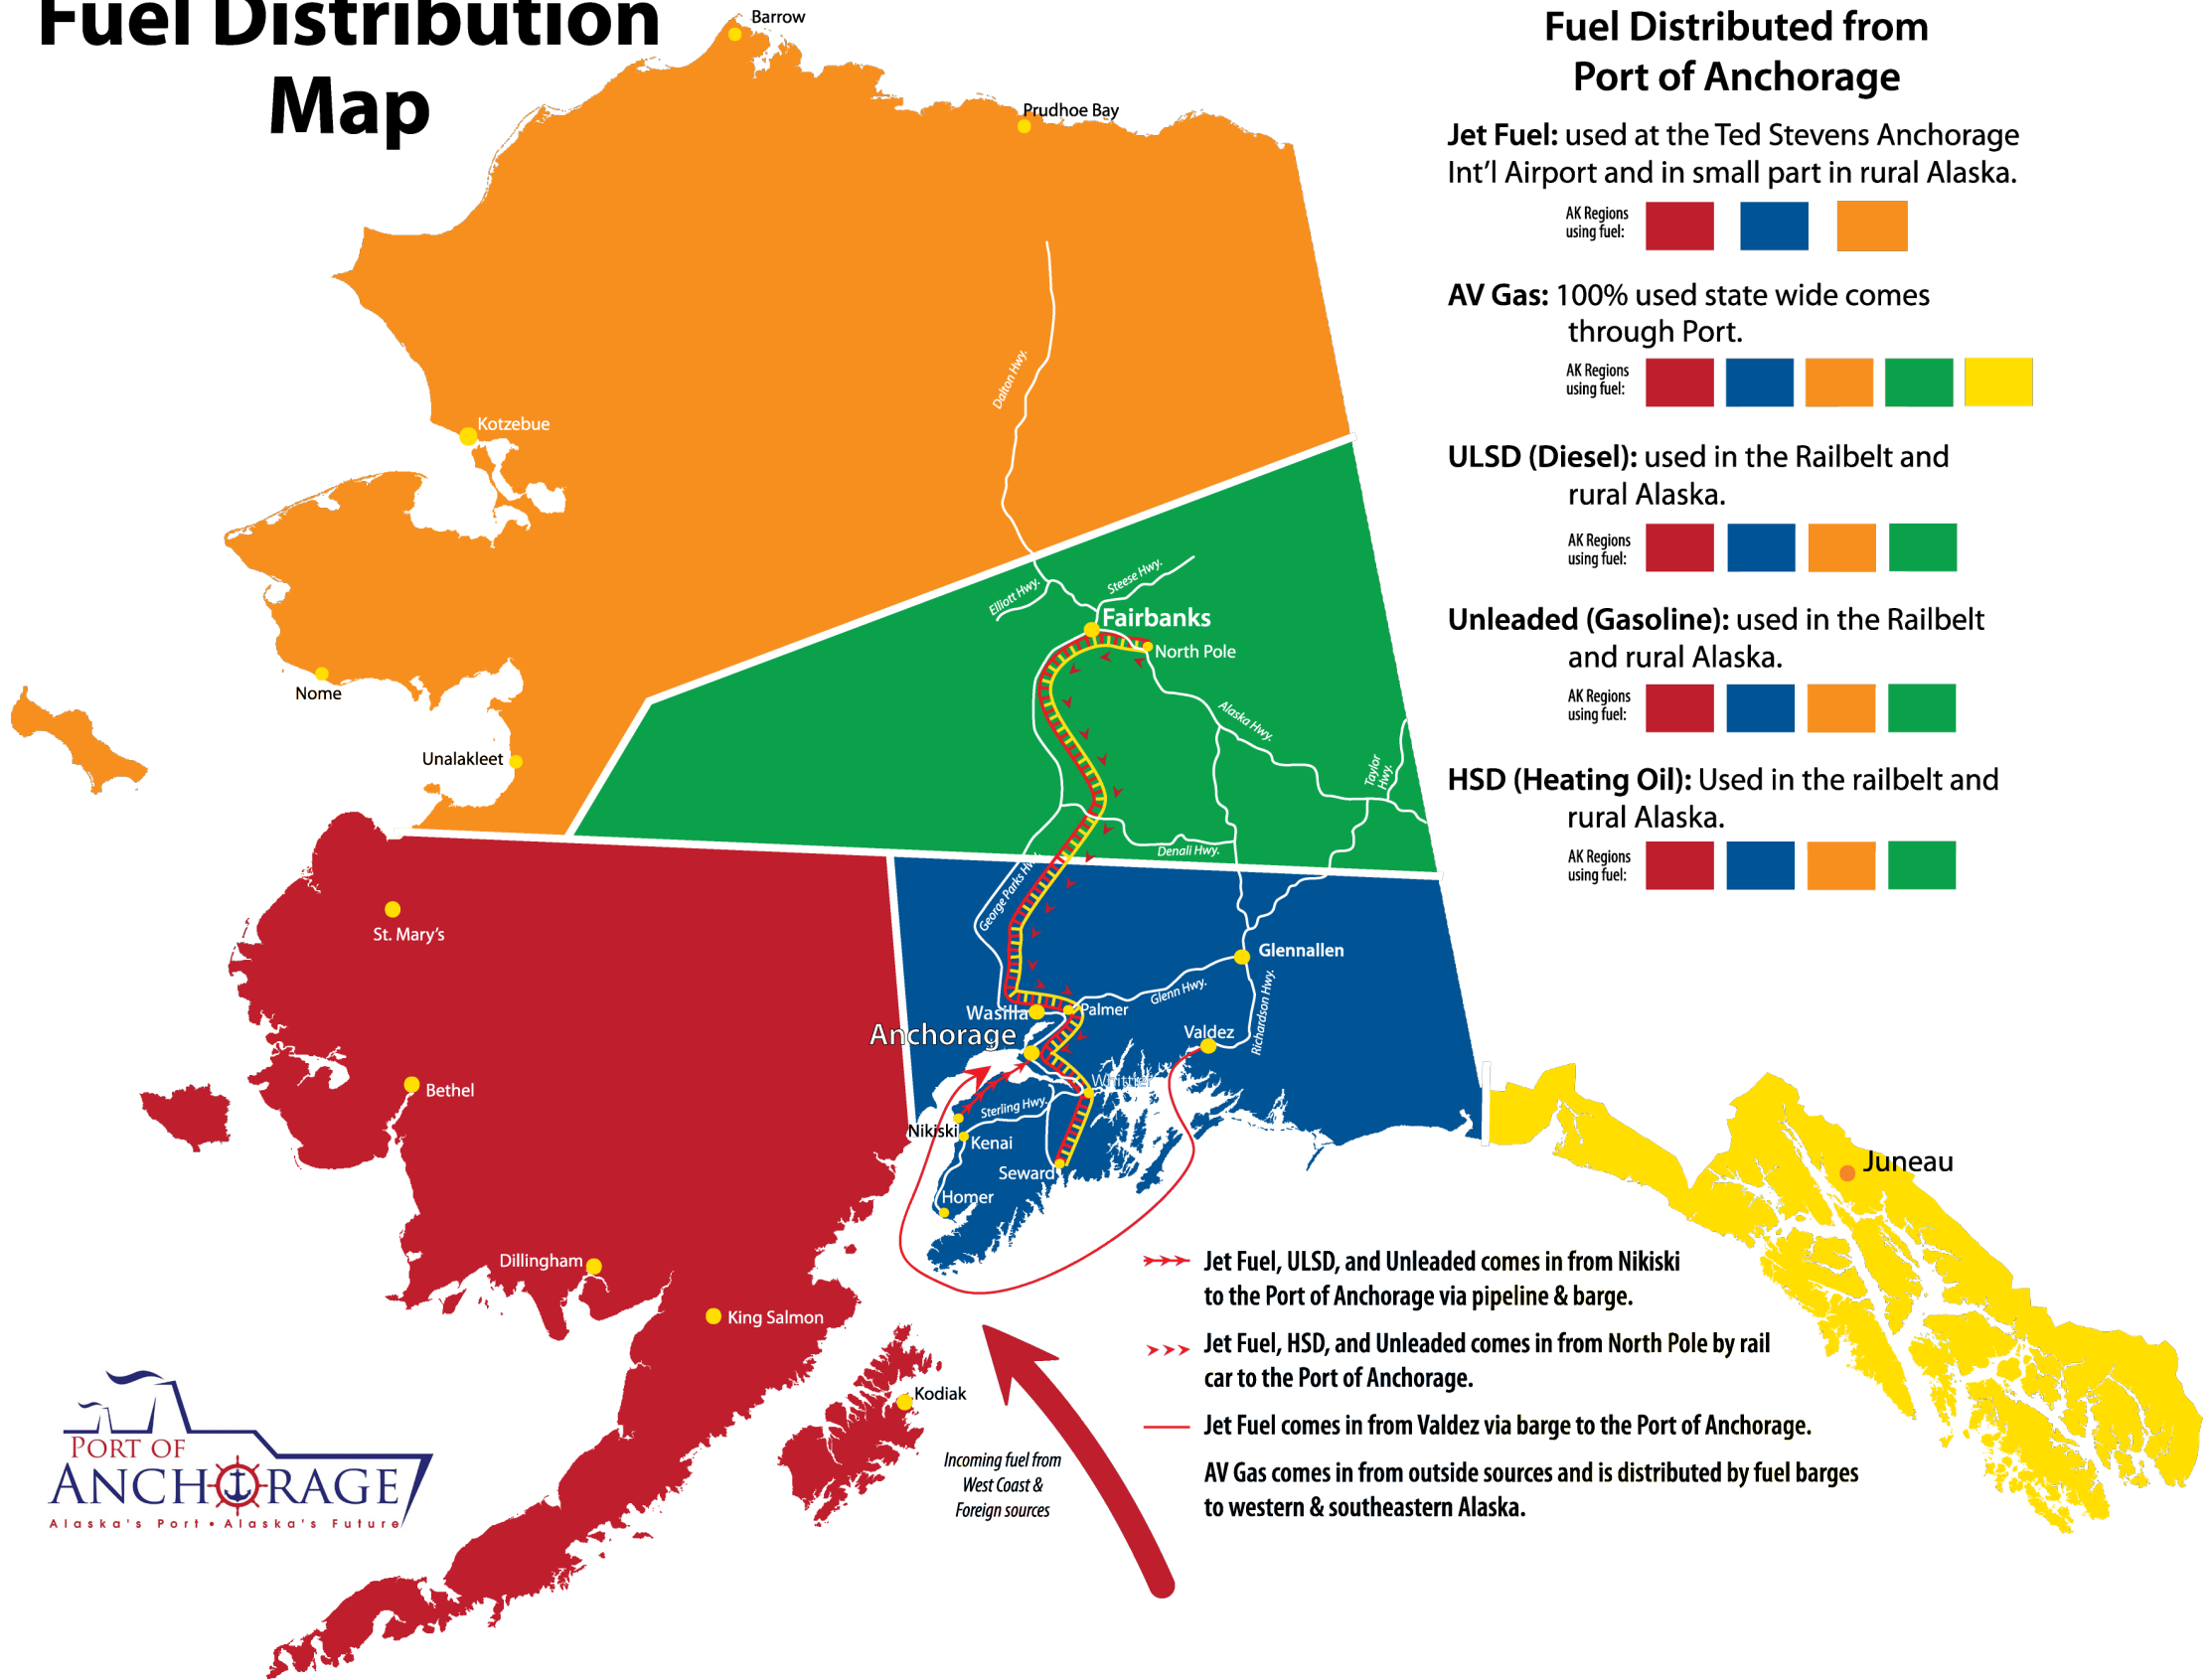 Fuel Distribution
Map
Fuel Distributed from
Port of Anchorage
Jet Fuel: used at the Ted Stevens Anchorage
Int'l Airport and in small part in rural Alaska.
AK Regions
using fuel:
AV Gas: 100% used state wide comes
through Port.
AK Regions
using fuel:
ULSD (Diesel): used in the Railbelt and
rural Alaska.
AK Regions
using fuel:
Unleaded (Gasoline): used in the Railbelt
and rural Alaska.
AK Regions
using fuel:
HSD (Heating Oil): Used in the railbelt and
rural Alaska.
AK Regions
using fuel:
Barrow
Prudhoe Bay
Dalton Hwy.
Kotzebue
Elliott Hwy.
Steese Hwy.
Fairbanks
North Pole
Nome
Alaska Hwy.
Unalakleet
Taylor
Hwy.
Denali Hwy.
George Parks Hwy.
St. Mary's
Glennallen
Glenn Hwy.
Richardson Hwy.
Wasilla
Palmer
Anchorage
Valdez
Whittier
Bethel
Sterling Hwy.
Nikiski
Kenai
Seward
Homer
Juneau
Dillingham
King Salmon
Kodiak
Incoming fuel from
West Coast &
Foreign sources
Jet Fuel, ULSD, and Unleaded comes in from Nikiski
to the Port of Anchorage via pipeline & barge.
Jet Fuel, HSD, and Unleaded comes in from North Pole by rail
car to the Port of Anchorage.
Jet Fuel comes in from Valdez via barge to the Port of Anchorage.
AV Gas comes in from outside sources and is distributed by fuel barges
to western & southeastern Alaska.
PORT OF
ANCHORAGE
Alaska's Port • Alaska's Future